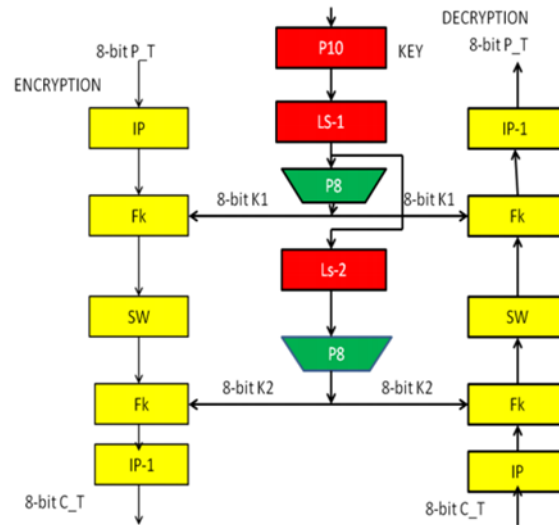 DECRYPTION
8-bit P_T
P10
KEY
8-bit P_T
ENCRYPTION
IP
LS-1
IP-1
P8
8-bit K1
8-bit K1
Fk
Fk
Ls-2
SW
SW
P8
8-bit K2
8-bit K2
Fk
Fk
IP-1
IP
8-bit C_T
8-bit C_T